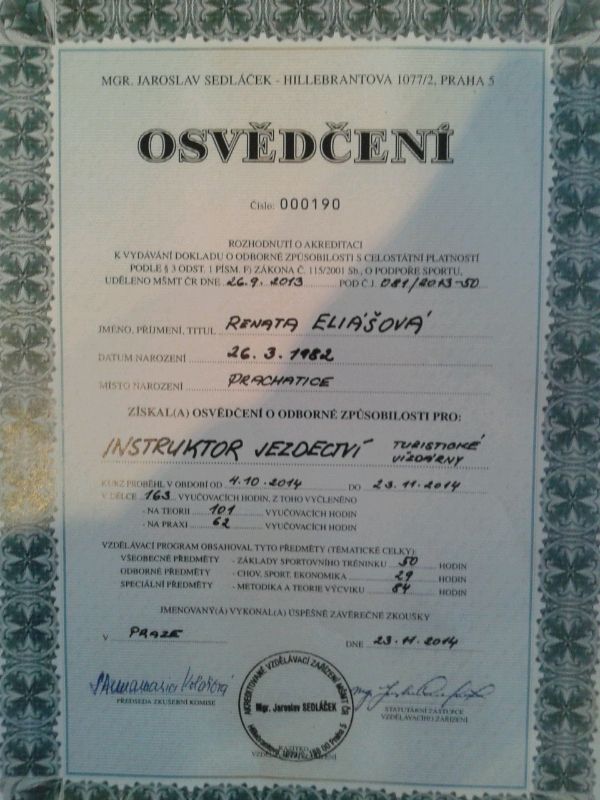 MGR. JAROSLAV SEDLÁČEK - HILLEBRANTOVA 1077/2, PRAHA 5
OSVĚDČENÍ
Číslo: 000190
ROZHODNUTÍ O AKREDITACI
K VYDÁVÁNÍ DOKLADU O ODBORNÉ ZPŮSOBILOSTI S CELOSTÁTNÍ PLATNOSTÍ
PODLE § 3 ODST. 1 PÍSM. F) ZÁKONA Č. 115/2001 Sb., O PODPOŘE SPORTU,
UDĚLENO MŠMT ČR DNE 26.9.2013 POD Č.J. 081/2013-50
JMÉNO, PŘÍJMENÍ, TITUL RENATA ELIÁŠOVÁ
DATUM NAROZENÍ 26. 3. 1982
MÍSTO NAROZENÍ PRACHATICE
ZÍSKAL(A) OSVĚDČENÍ O ODBORNÉ ZPŮSOBILOSTI PRO:
INSTRUKTOR JEZDECTVÍ TURISTICKÉ
VÍZDÁRNY
KURZ PROBĚHL V OBDOBÍ OD 4.10.2014 DO 23.11.2014
V DÉLCE 163 VYUČOVACÍCH HODIN, Z TOHO VYČLENĚNO
- NA TEORII 101 VYUČOVACÍCH HODIN
- NA PRAXI 62 VYUČOVACÍCH HODIN
VZDĚLÁVACÍ PROGRAM OBSAHOVAL TYTO PŘEDMĚTY (TÉMATICKÉ CELKY):
VŠEOBECNÉ PŘEDMĚTY - ZÁKLADY SPORTOVNÍHO TRÉNINKU 50 HODIN
ODBORNÉ PŘEDMĚTY - CHOV, SPORT, EKONOMIKA 29 HODIN
SPECIÁLNÍ PŘEDMĚTY - METODIKA A TEORIE VÝCVIKU 84 HODIN
JMENOVANÝ(Á) VYKONAL(A) ÚSPĚŠNĚ ZÁVĚREČNÉ ZKOUŠKY
V PRAZE DNE 23.11.2014
PŘEDSEDA ZKUŠEBNÍ KOMISE
AKREDITOVANÉ VZDĚLÁVACÍ ZAŘÍZENÍ MŠMT ČR
Mgr. Jaroslav SEDLÁČEK
STATUTÁRNÍ ZÁSTUPCE
VZDĚLÁVACÍHO ZAŘÍZENÍ